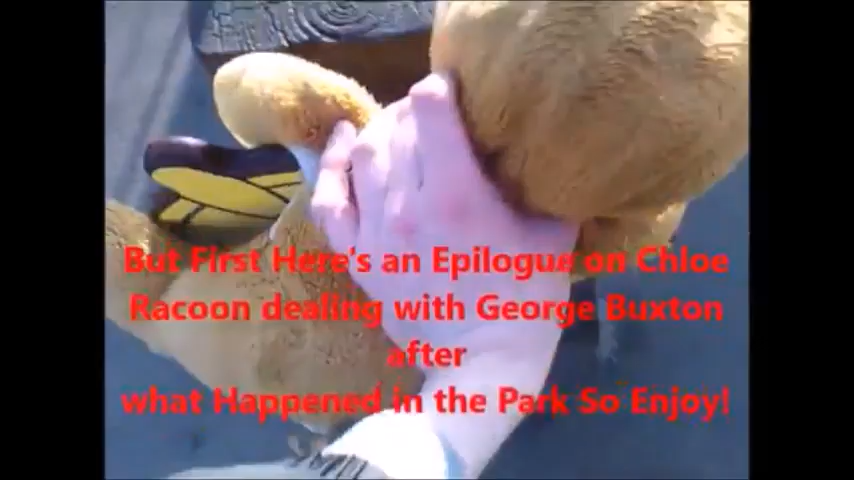 But First Here's an Epilogue on Chloe
Racoon dealing with George Buxton
after
what Happened in the Park So Enjoy!